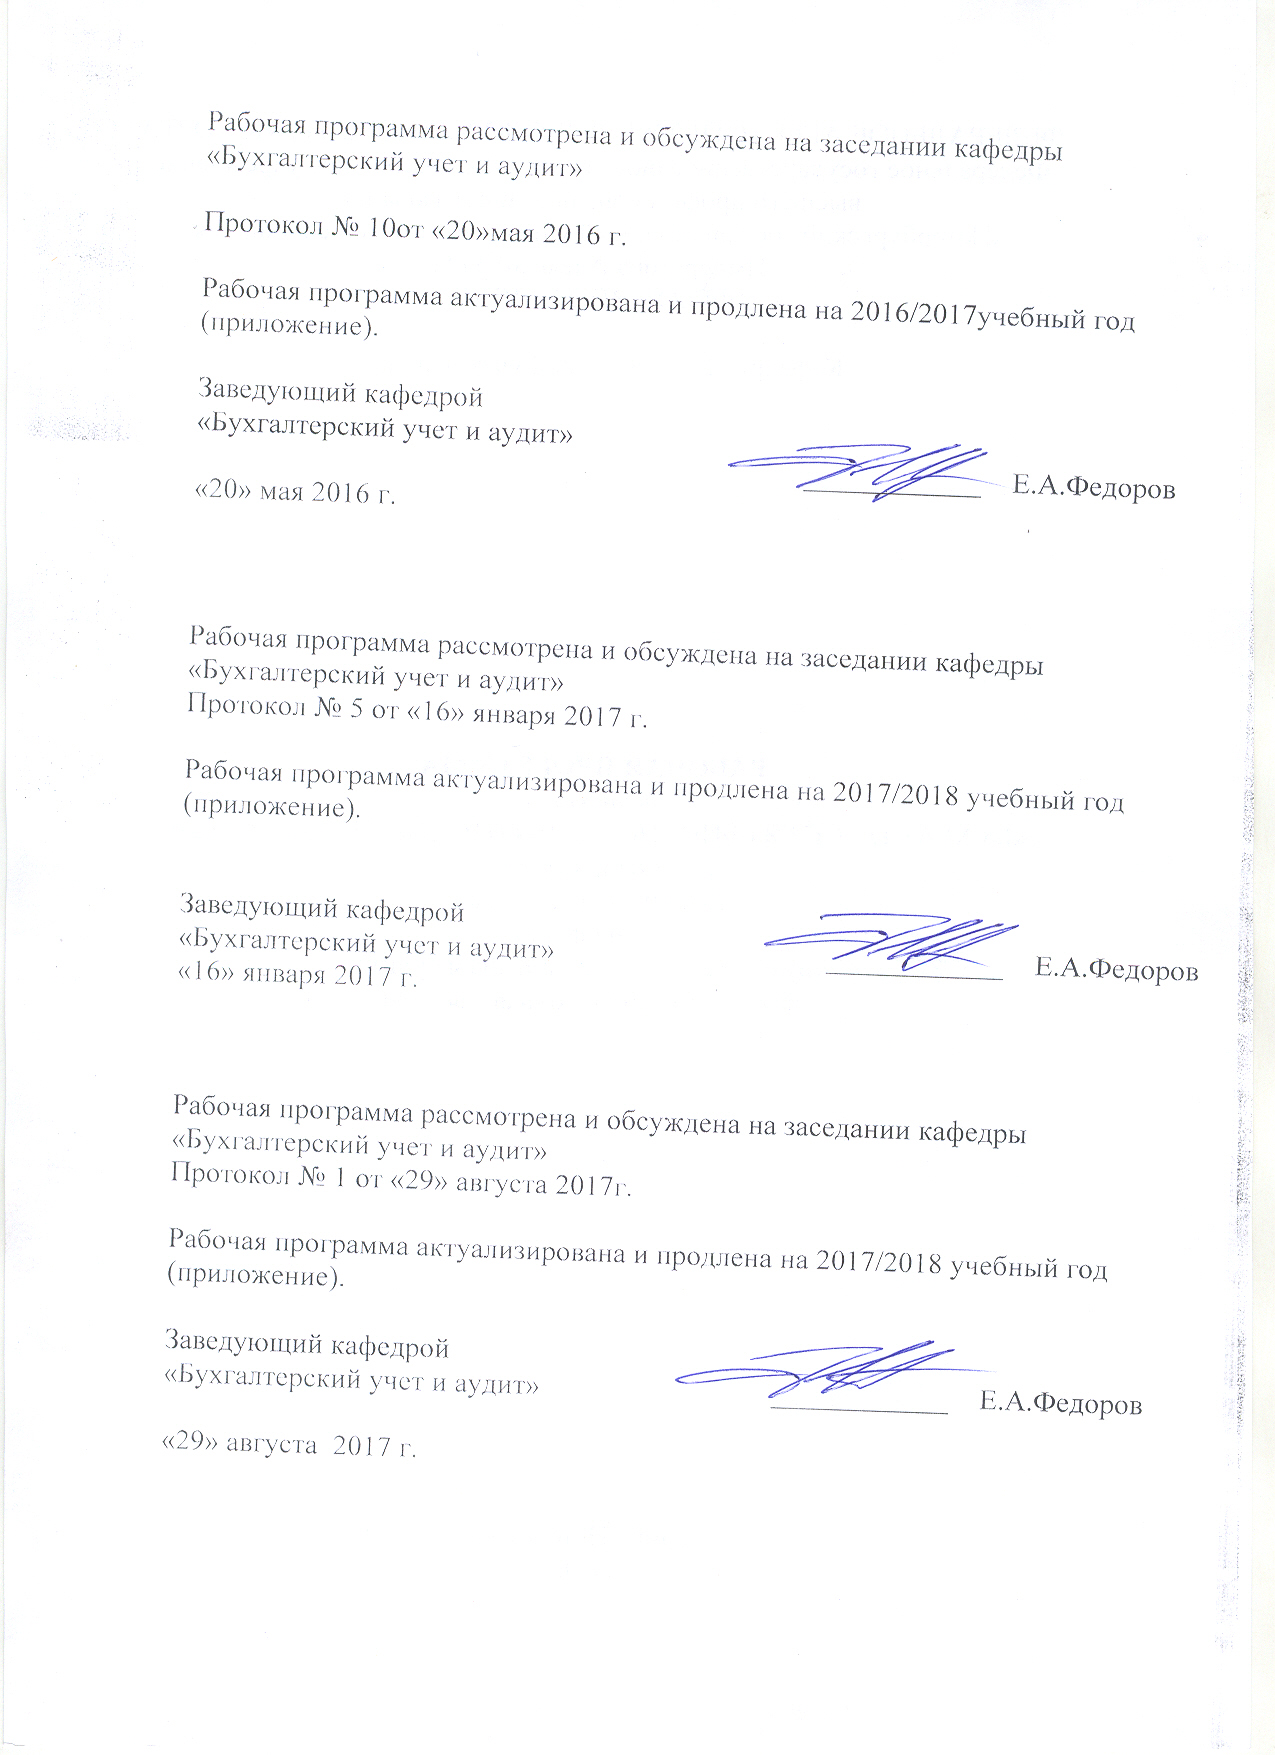 Рабочая программа рассмотрена и обсуждена на заседании кафедры
«Бухгалтерский учет и аудит»
Протокол № 10от «20»мая 2016 г.
Рабочая программа актуализирована и продлена на 2016/2017учебный год
(приложение).
Заведующий кафедрой
«Бухгалтерский учет и аудит»
«20» мая 2016 г. Е.А.Федоров
Рабочая программа рассмотрена и обсуждена на заседании кафедры
«Бухгалтерский учет и аудит»
Протокол № 5 от «16» января 2017 г.
Рабочая программа актуализирована и продлена на 2017/2018 учебный год
(приложение).
Заведующий кафедрой
«Бухгалтерский учет и аудит»
«16» января 2017 г. Е.А.Федоров
Рабочая программа рассмотрена и обсуждена на заседании кафедры
«Бухгалтерский учет и аудит»
Протокол № 1 от «29» августа 2017г.
Рабочая программа актуализирована и продлена на 2017/2018 учебный год
(приложение).
Заведующий кафедрой
«Бухгалтерский учет и аудит»
Е.А.Федоров
«29» августа 2017 г.